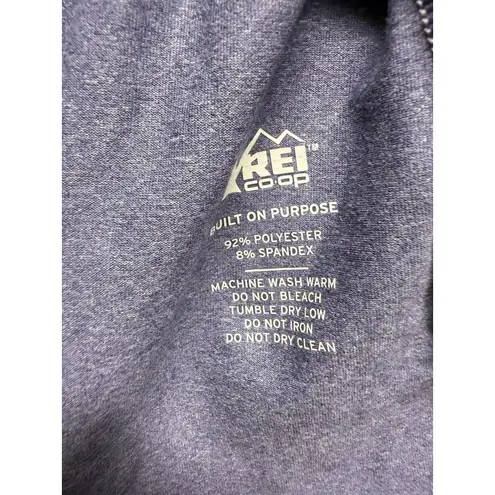 REI™
CO·OP
BUILT ON PURPOSE
92% POLYESTER
8% SPANDEX
MACHINE WASH WARM
DO NOT BLEACH
TUMBLE DRY LOW
DO NOT IRON
DO NOT DRY CLEAN